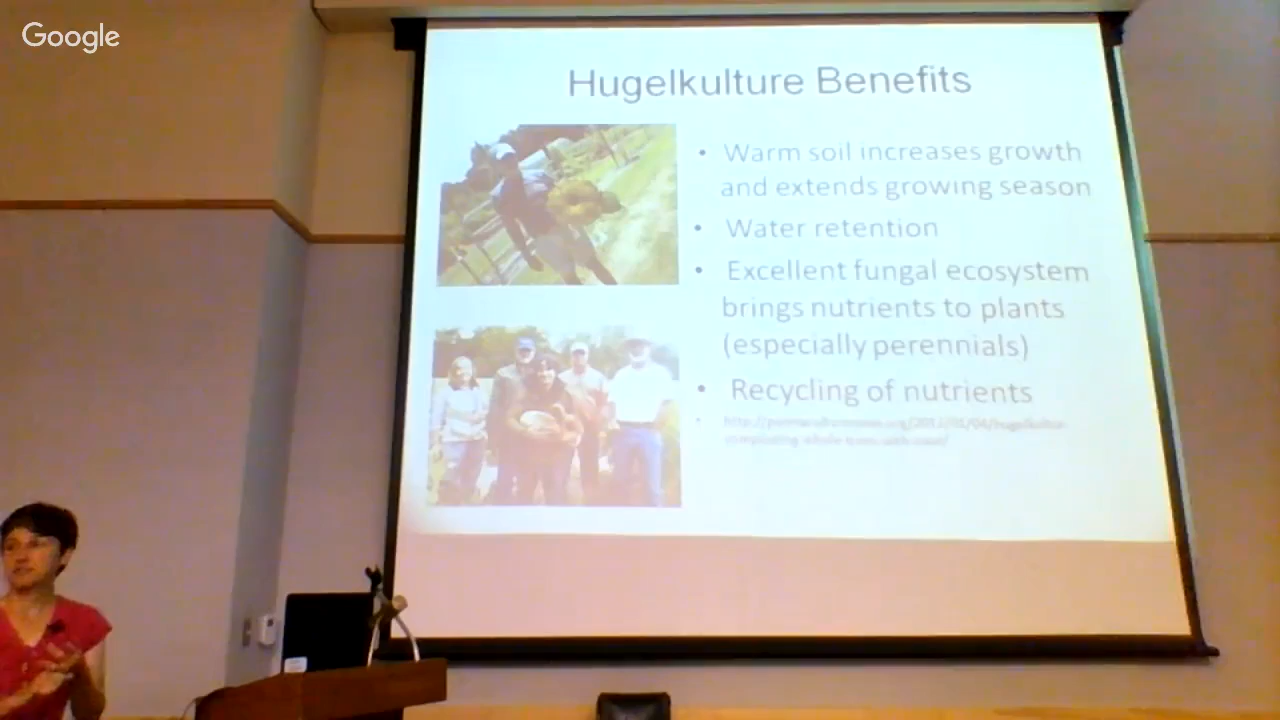 Google
Hugelkulture Benefits
• Warm soil increases growth
and extends growing season
• Water retention
• Excellent fungal ecosystem
brings nutrients to plants
(especially perennials)
• Recycling of nutrients